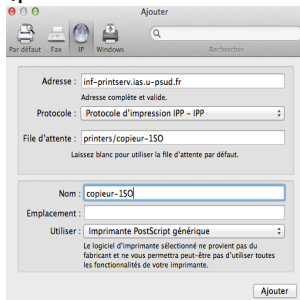 Ajouter
Par défaut Fax IP Windows Rechercher
Adresse : inf-printserv.ias.u-psud.fr
Adresse complète et valide.
Protocole : Protocole d'impression IPP – IPP
File d'attente : printers/copieur-1SO
Laissez blanc pour utiliser la file d'attente par défaut.
Nom : copieur-1SO
Emplacement :
Utiliser : Imprimante PostScript générique
Le logiciel d'imprimante sélectionné ne provient pas du
fabricant et ne vous permettra peut-être pas d'utiliser toutes
les fonctionnalités de votre imprimante.
Ajouter